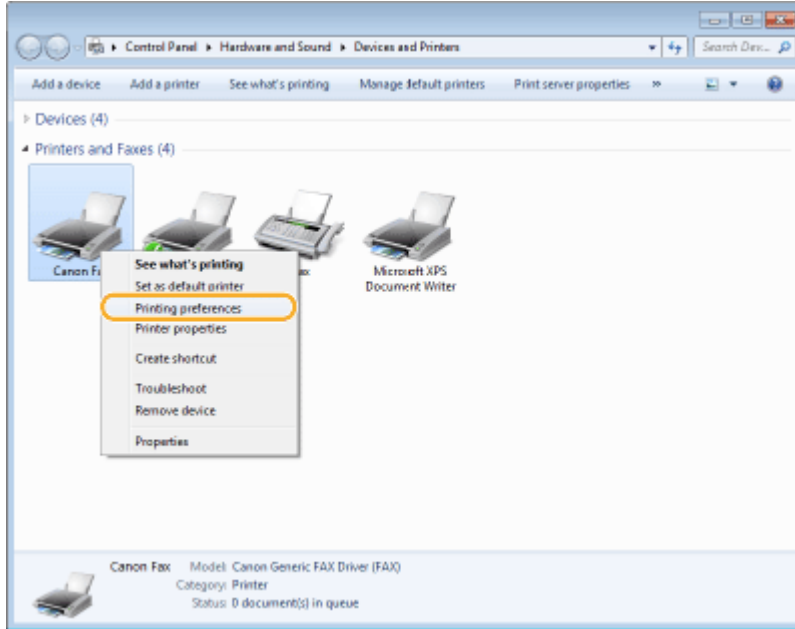 Control Panel ▸ Hardware and Sound ▸ Devices and Printers
Search Dev...
Add a device Add a printer See what's printing Manage default printers Print server properties »
Devices (4)
Printers and Faxes (4)
Canon Fa
Microsoft XPS
Document Writer
See what's printing
Set as default printer
Printing preferences
Printer properties
Create shortcut
Troubleshoot
Remove device
Properties
Canon Fax Model: Canon Generic FAX Driver (FAX)
Category: Printer
Status: 0 document(s) in queue